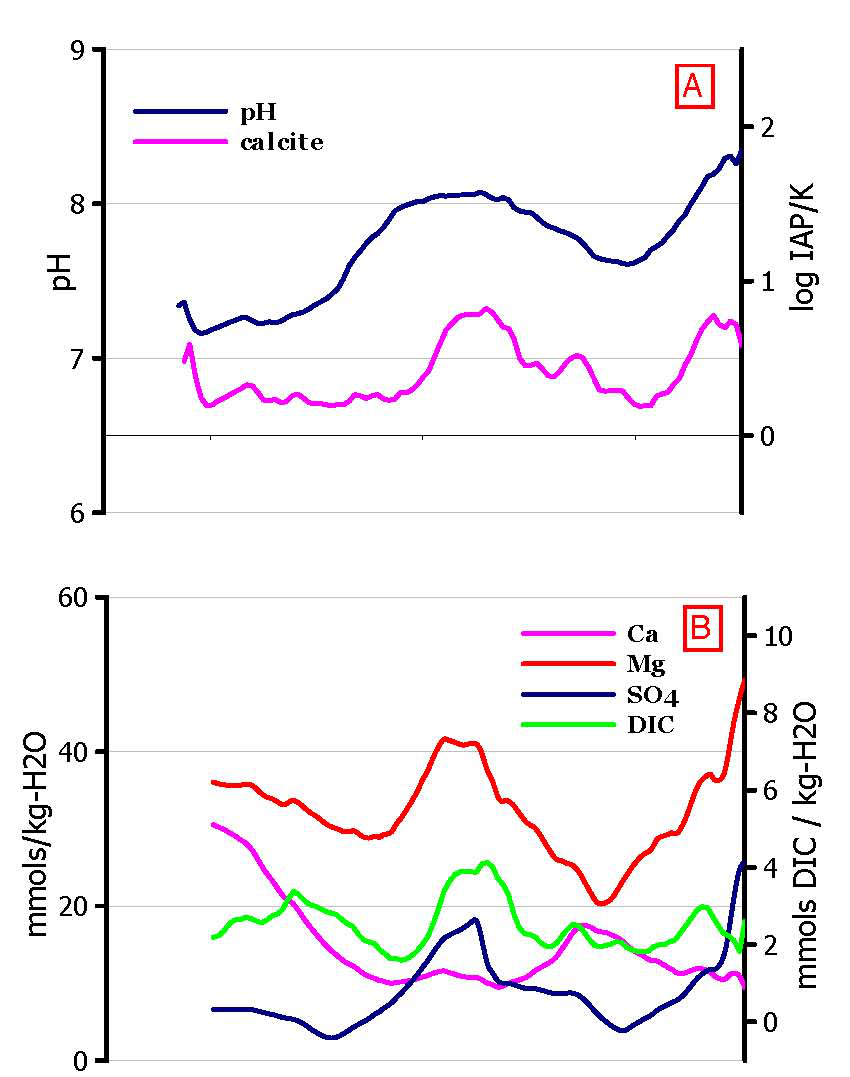 9
A
pH
calcite
2
8
pH
log IAP/K
1
7
0
6
60
Ca
B
10
Mg
SO4
8
DIC
40
6
mmols/kg-H2O
mmols DIC / kg-H2O
4
20
2
0
0